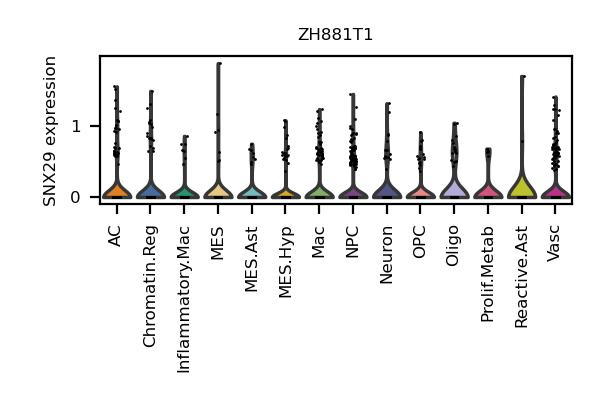 ZH881T1
SNX29 expression
1
0
AC
Chromatin.Reg
Inflammatory.Mac
MES
MES.Ast
MES.Hyp
Mac
NPC
Neuron
OPC
Oligo
Prolif.Metab
Reactive.Ast
Vasc